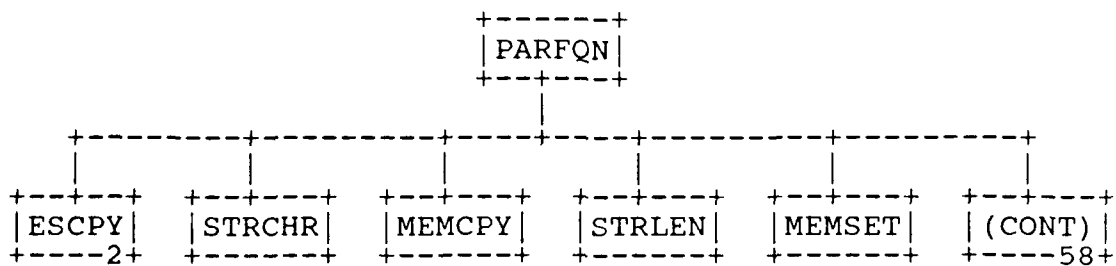 PARFQN
ESCPY STRCHR MEMCPY STRLEN MEMSET (CONT)
2 58